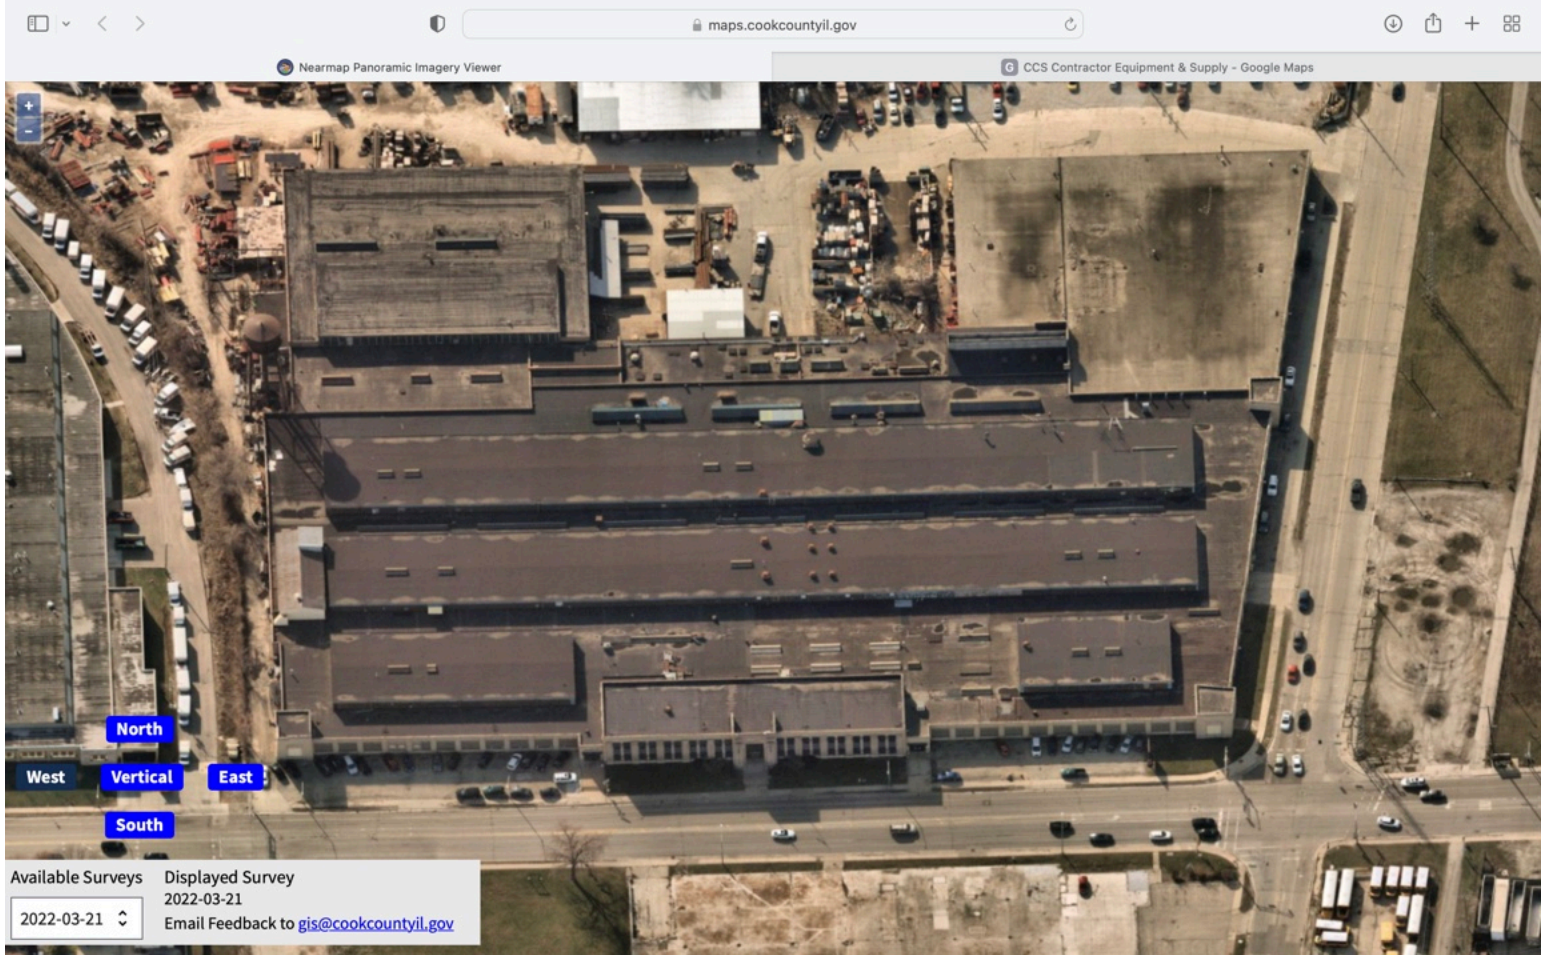 maps.cookcountyil.gov
Nearmap Panoramic Imagery Viewer
G CCS Contractor Equipment & Supply - Google Maps
+
-
North
West Vertical East
South
Available Surveys
2022-03-21
Displayed Survey
2022-03-21
Email Feedback to gis@cookcountyil.gov